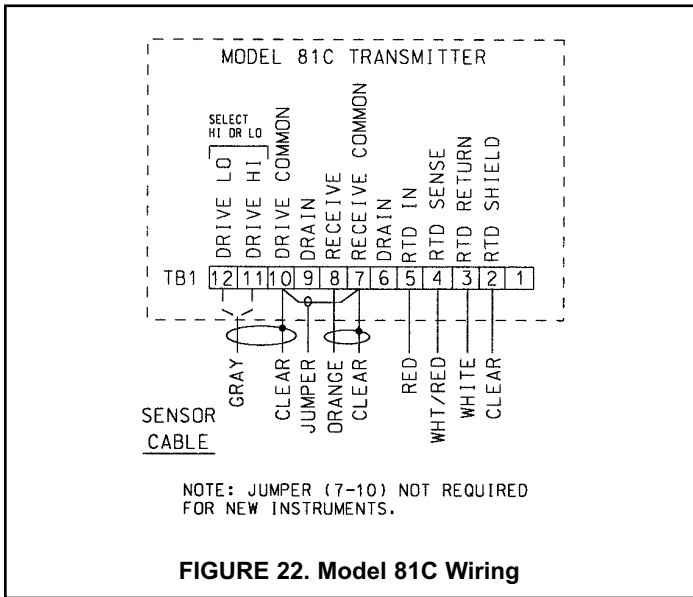 MODEL 81C TRANSMITTER
SELECT
HI OR LO
DRIVE LO
DRIVE HI
DRIVE COMMON
DRAIN
RECEIVE
RECEIVE COMMON
DRAIN
RTD IN
RTD SENSE
RTD RETURN
RTD SHIELD
TB1 12 11 10 9 8 7 6 5 4 3 2 1
GRAY
CLEAR
JUMPER
ORANGE
CLEAR
RED
WHT/RED
WHITE
CLEAR
SENSOR
CABLE
NOTE: JUMPER (7-10) NOT REQUIRED
FOR NEW INSTRUMENTS.
FIGURE 22. Model 81C Wiring